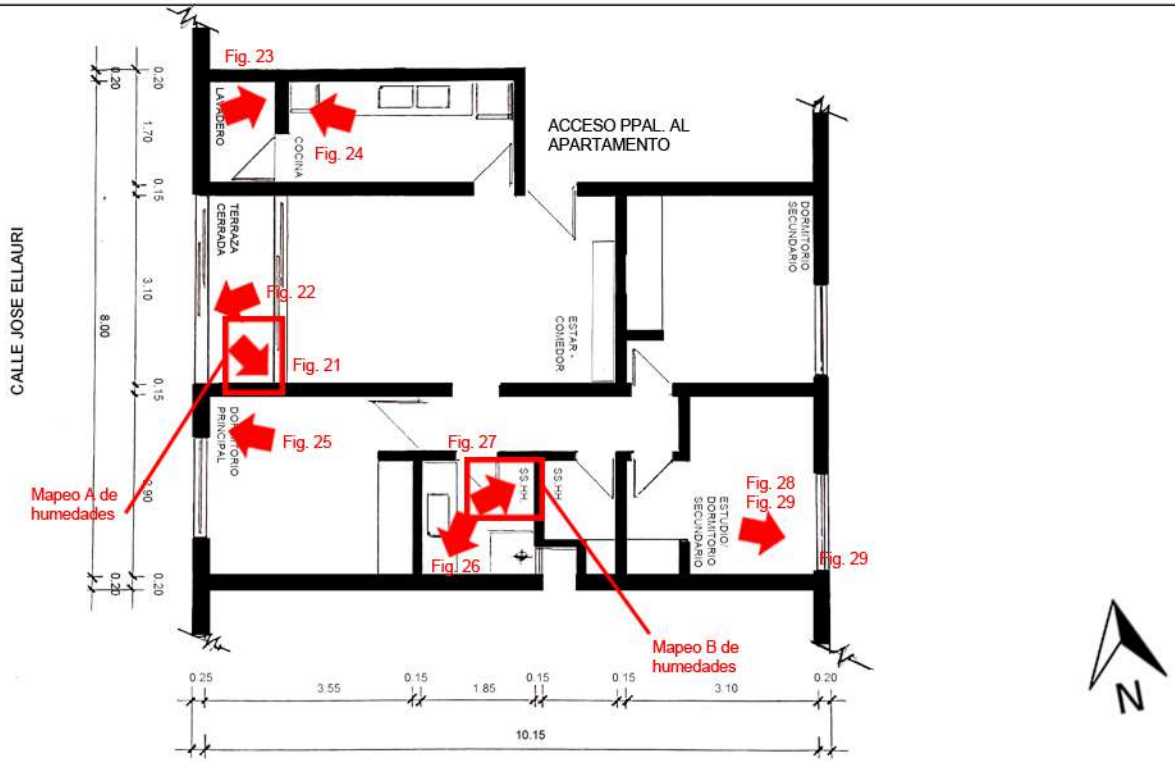 Fig. 23
LAVADERO
COCINA
Fig. 24
ACCESO PPAL. AL
APARTAMENTO
DORMITORIO
SECUNDARIO
TERRAZA
CERRADA
Fig. 22
Fig. 21
ESTAR -
COMEDOR
CALLE JOSE ELLAURI
0.20
0.20
1.70
0.15
3.10
8.00
0.15
2.90
0.20
0.20
DORMITORIO
PRINCIPAL
Fig. 25
Mapeo A de
humedades
Fig. 27
SS.HH.
SS.HH
Fig. 26
ESTUDIO/
DORMITORIO
SECUNDARIO
Fig. 28
Fig. 29
Fig. 29
Mapeo B de
humedades
0.25
3.55
0.15
1.85
0.15
0.15
3.10
0.20
10.15
N